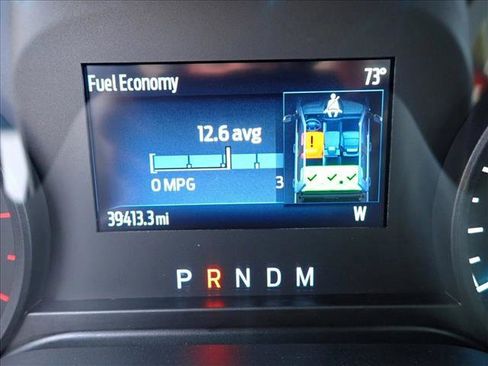 Fuel Economy 73°
12.6 avg
0 MPG 3
39413.3 mi W
P R N D M